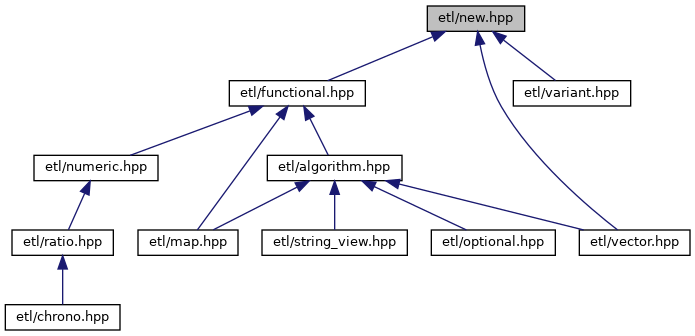 etl/new.hpp
etl/functional.hpp
etl/variant.hpp
etl/numeric.hpp
etl/algorithm.hpp
etl/ratio.hpp
etl/map.hpp
etl/string_view.hpp
etl/optional.hpp
etl/vector.hpp
etl/chrono.hpp